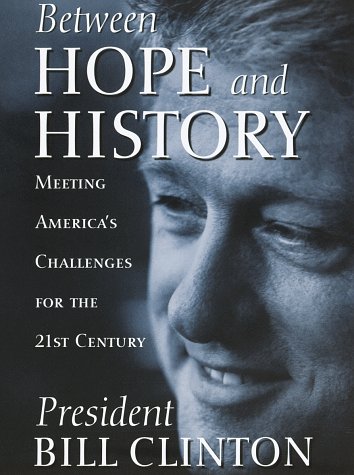 Between
HOPE and
HISTORY
MEETING
AMERICA'S
CHALLENGES
FOR THE
21ST CENTURY
President
BILL CLINTON